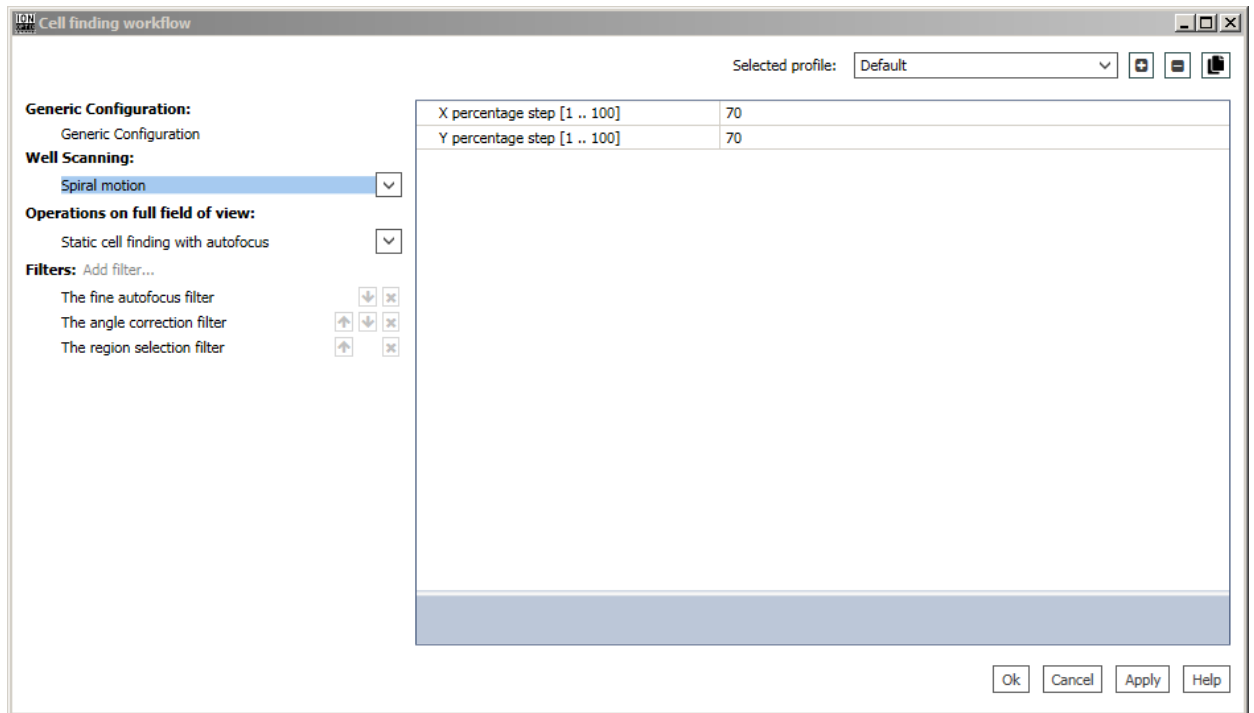 ION
Cell finding workflow
Selected profile: Default
Generic Configuration:
Generic Configuration
Well Scanning:
Spiral motion
Operations on full field of view:
Static cell finding with autofocus
Filters: Add filter...
The fine autofocus filter
The angle correction filter
The region selection filter
X percentage step [1 .. 100] 70
Y percentage step [1 .. 100] 70
Ok Cancel Apply Help